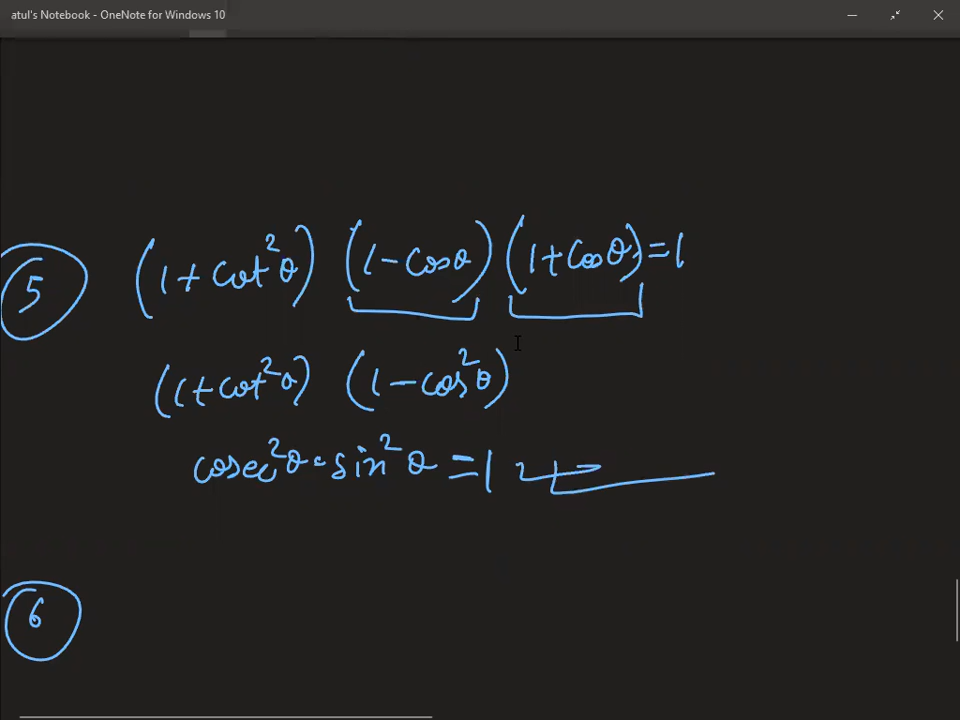 atul's Notebook - OneNote for Windows 10
5 (1+cot²θ) (1-cosθ) (1+cosθ)=1
(1+cot²θ) (1-cos²θ)
cosec²θ·sin²θ=1
6